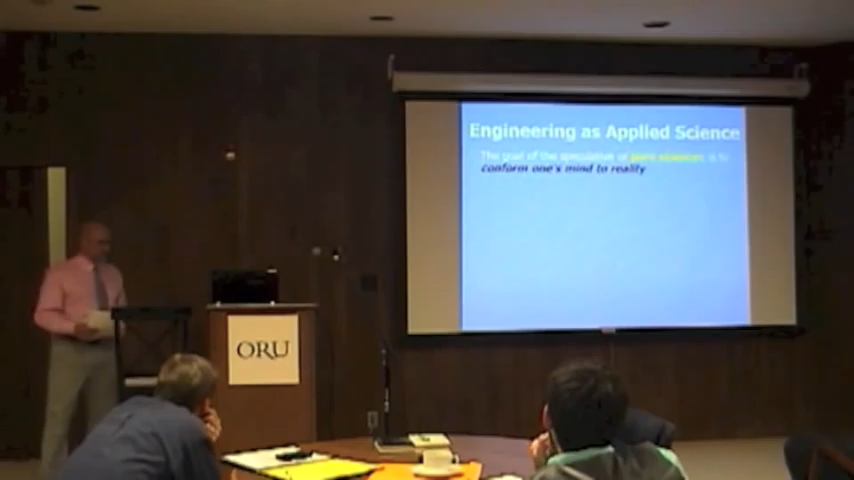 Engineering as Applied Science
The goal of the speculative or pure sciences is to
conform one's mind to reality
ORU